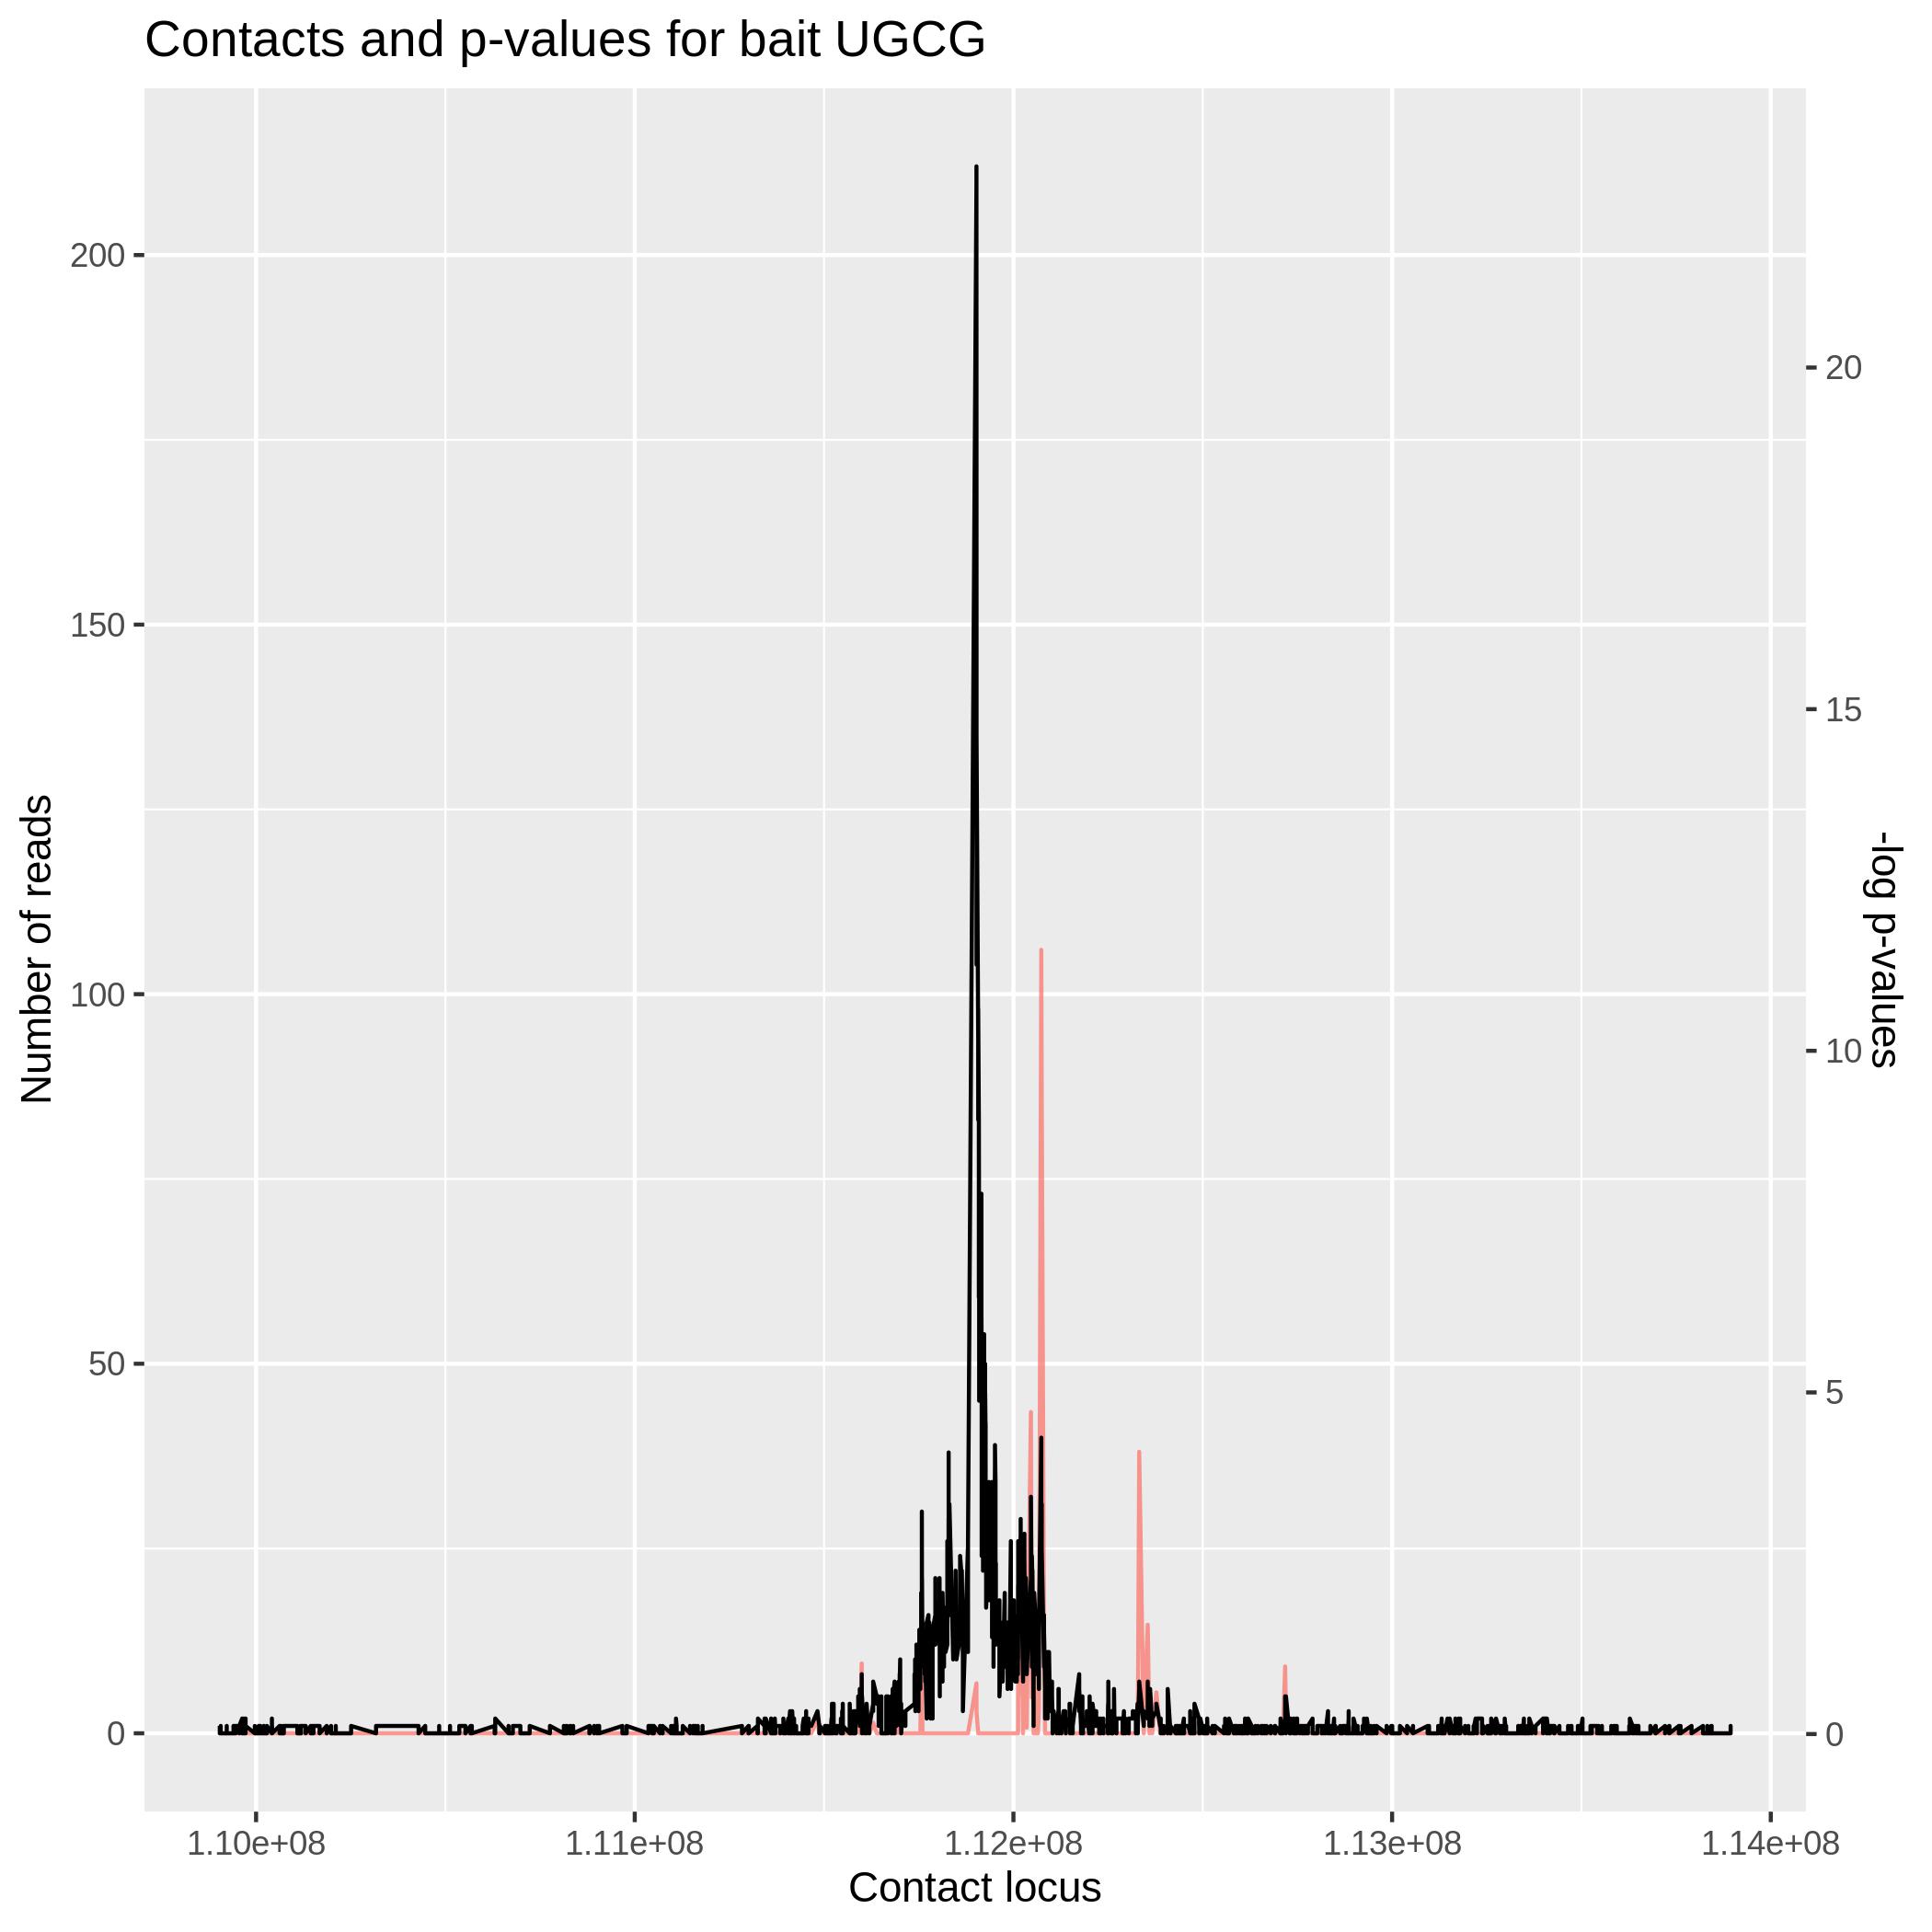 Contacts and p-values for bait UGCG
Number of reads
200
150
100
50
0
20
15
10
5
0
-log p-values
1.10e+08
1.11e+08
1.12e+08
1.13e+08
1.14e+08
Contact locus